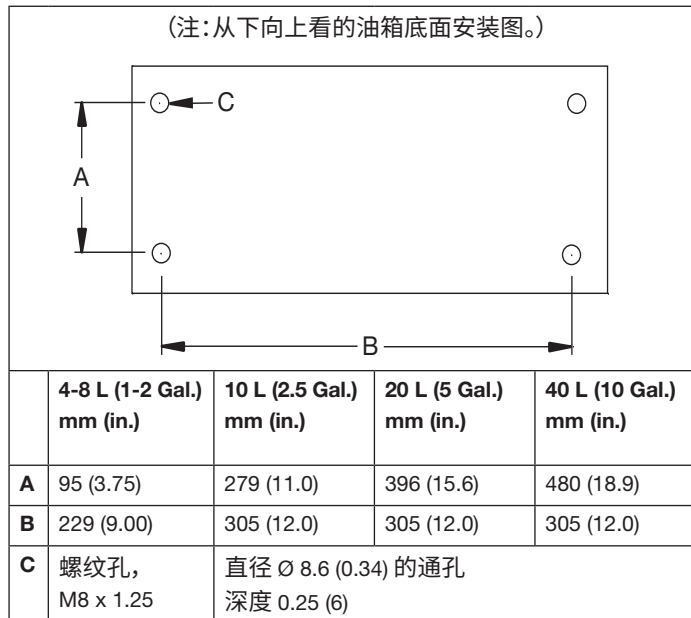 （注：从下向上看的油箱底面安装图。）
C
A
B
4-8 L (1-2 Gal.) mm (in.)
10 L (2.5 Gal.) mm (in.)
20 L (5 Gal.) mm (in.)
40 L (10 Gal.) mm (in.)
A 95 (3.75) 279 (11.0) 396 (15.6) 480 (18.9)
B 229 (9.00) 305 (12.0) 305 (12.0) 305 (12.0)
C 螺纹孔， 直径 Ø 8.6 (0.34) 的通孔
M8 x 1.25 深度 0.25 (6)